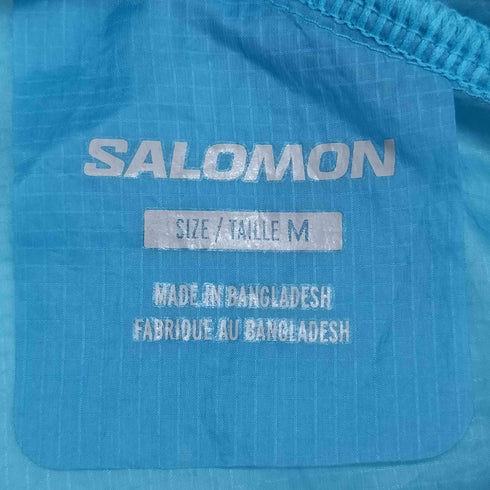 SALOMON
SIZE / TAILLE M
MADE IN BANGLADESH
FABRIQUE AU BANGLADESH